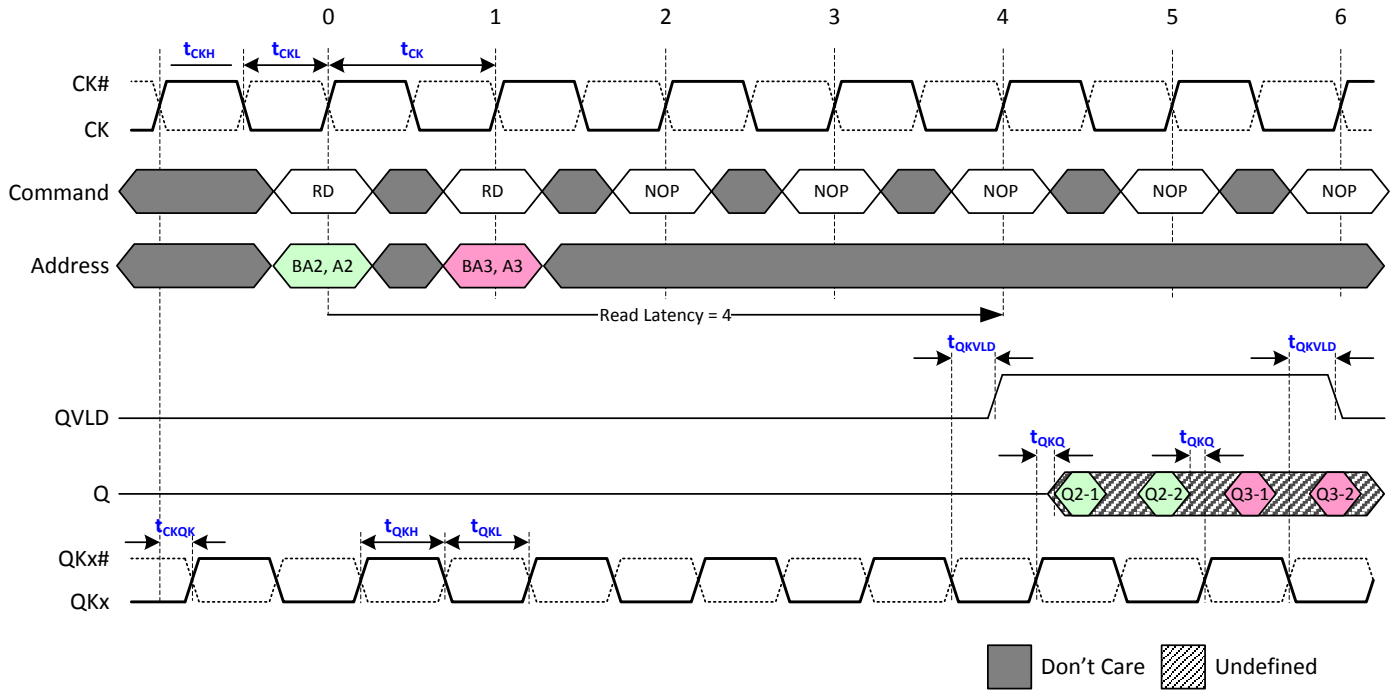 0 1 2 3 4 5 6
tCKH tCKL tCK
CK#
CK
Command RD RD NOP NOP NOP NOP NOP
Address BA2, A2 BA3, A3
Read Latency = 4
tQKVLD tQKVLD
QVLD
tQKQ tQKQ
Q Q2-1 Q2-2 Q3-1 Q3-2
tCKQK tQKH tQKL
QKx#
QKx
Don't Care Undefined